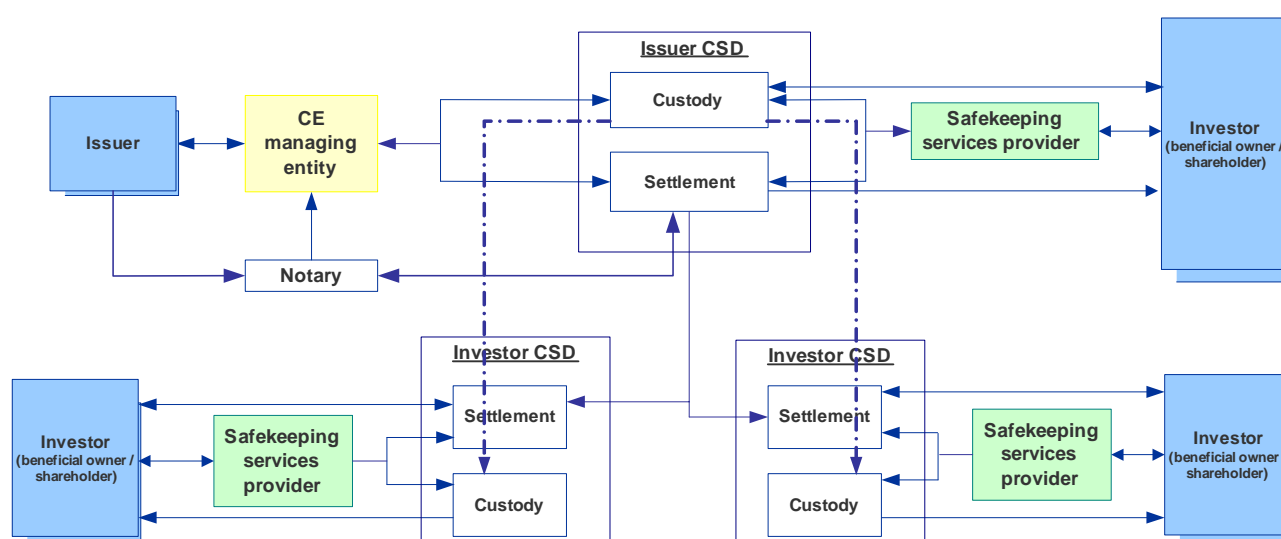 Issuer CSD
Custody
Settlement
Issuer
CE
managing
entity
Notary
Safekeeping
services provider
Investor
(beneficial owner /
shareholder)
Investor CSD
Settlement
Custody
Investor
(beneficial owner /
shareholder)
Safekeeping
services
provider
Investor CSD
Settlement
Custody
Safekeeping
services
provider
Investor
(beneficial owner
shareholder)